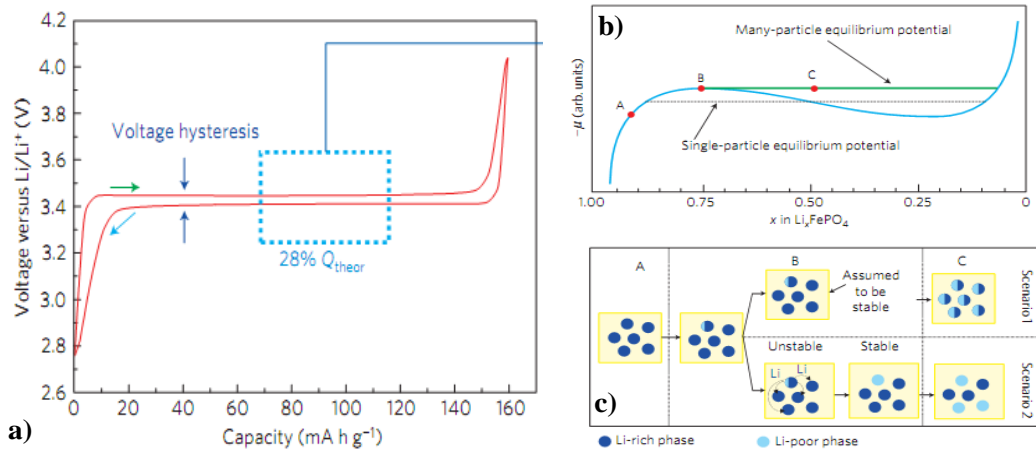 4.2
4.0
3.8
3.6
3.4
3.2
3.0
2.8
2.6
Voltage versus Li/Li⁺ (V)
Voltage hysteresis
28% Q_theor
0 20 40 60 80 100 120 140 160
Capacity (mA h g⁻¹)
a)
b)
Many-particle equilibrium potential
B
C
A
Single-particle equilibrium potential
−μ (arb. units)
1.00 0.75 0.50 0.25 0
x in LiₓFePO₄
A
B
Assumed
to be
stable
C
Scenario 1
Unstable
Stable
Li
Li
Scenario 2
c)
Li-rich phase
Li-poor phase